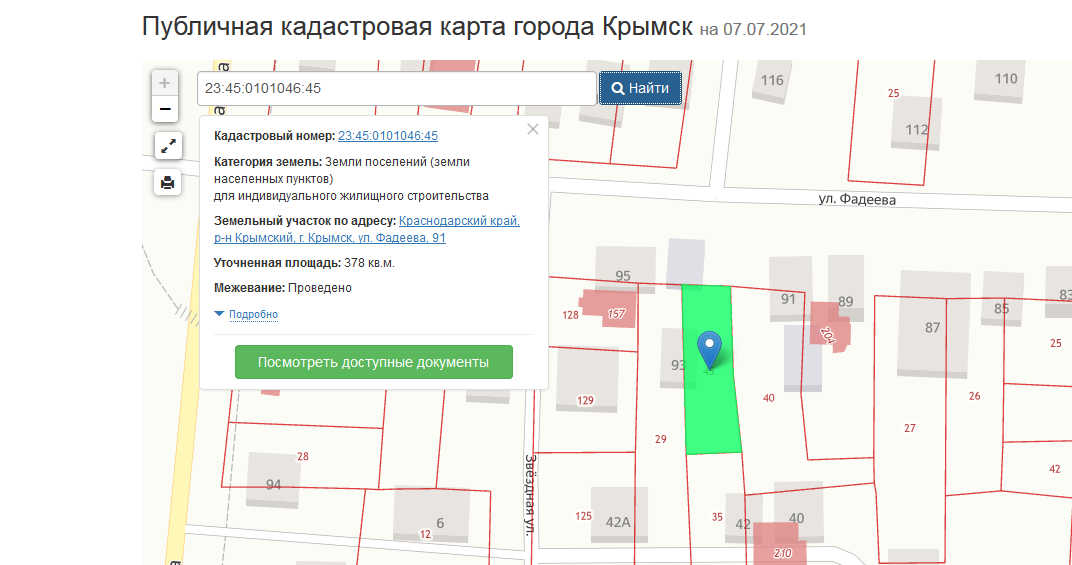 Публичная кадастровая карта города Крымск на 07.07.2021
+
23:45:0101046:45
Найти
−
Кадастровый номер: 23:45:0101046:45
Категория земель: Земли поселений (земли
населенных пунктов)
для индивидуального жилищного строительства
Земельный участок по адресу: Краснодарский край,
р-н Крымский, г. Крымск, ул. Фадеева, 91
Уточненная площадь: 378 кв.м.
Межевание: Проведено
Подробно
Посмотреть доступные документы
116
110
25
112
ул. Фадеева
95
91
89
83
85
87
128
157
204
25
93
45
129
40
26
29
27
28
42
94
Звёздная ул.
125
42А
35
42
40
6
12
210